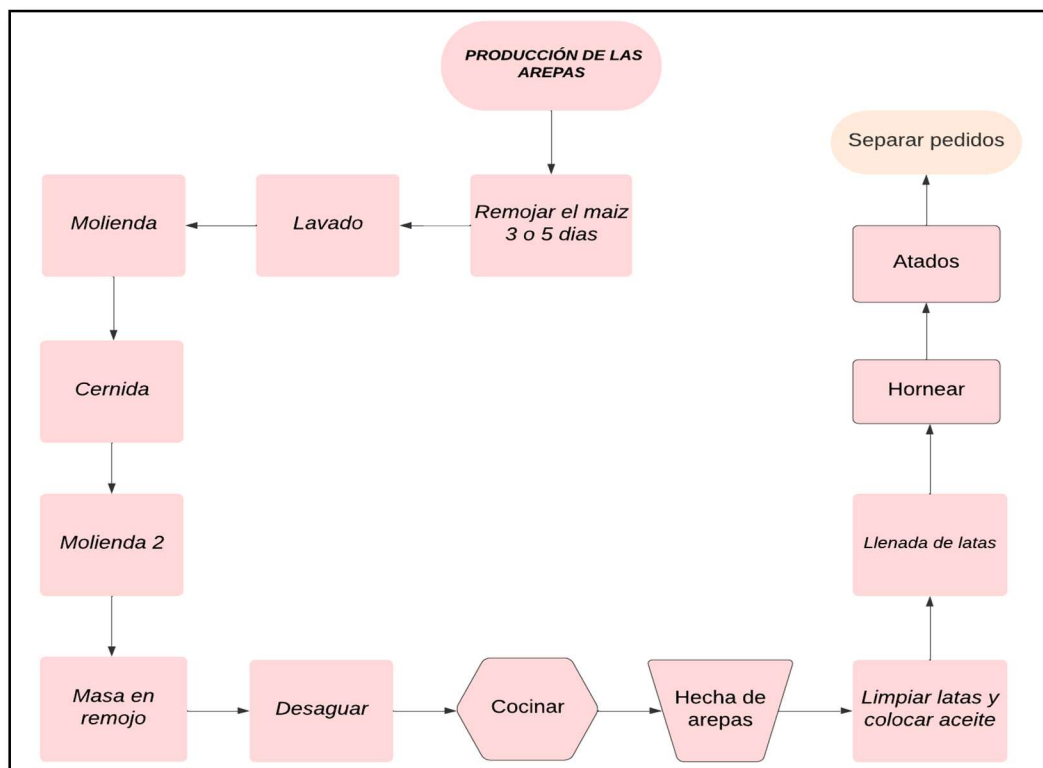 PRODUCCIÓN DE LAS
AREPAS
Remojar el maiz
3 o 5 dias
Lavado
Molienda
Cernida
Molienda 2
Masa en
remojo
Desaguar
Cocinar
Hecha de
arepas
Limpiar latas y
colocar aceite
Llenada de latas
Hornear
Atados
Separar pedidos